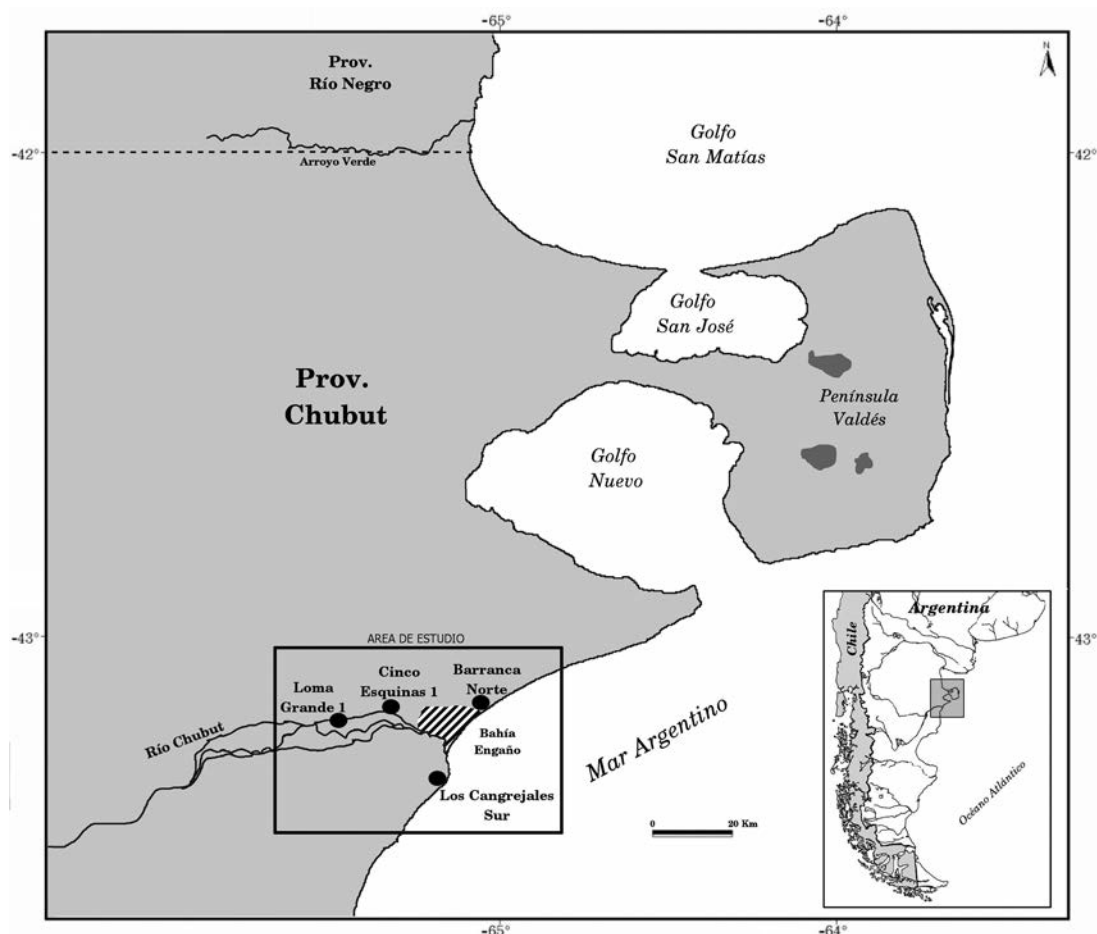 -65°
-64°
N
Prov.
Río Negro
-42°
-42°
Arroyo Verde
Golfo
San Matías
Golfo
San José
Prov.
Chubut
Península
Valdés
Golfo
Nuevo
-43°
-43°
AREA DE ESTUDIO
Argentina
Chile
Océano Atlántico
Cinco
Esquinas 1
Barranca
Norte
Loma
Grande 1
Río Chubut
Bahía
Engaño
Mar Argentino
Los Cangrejales
Sur
0 20 Km
-65°
-64°